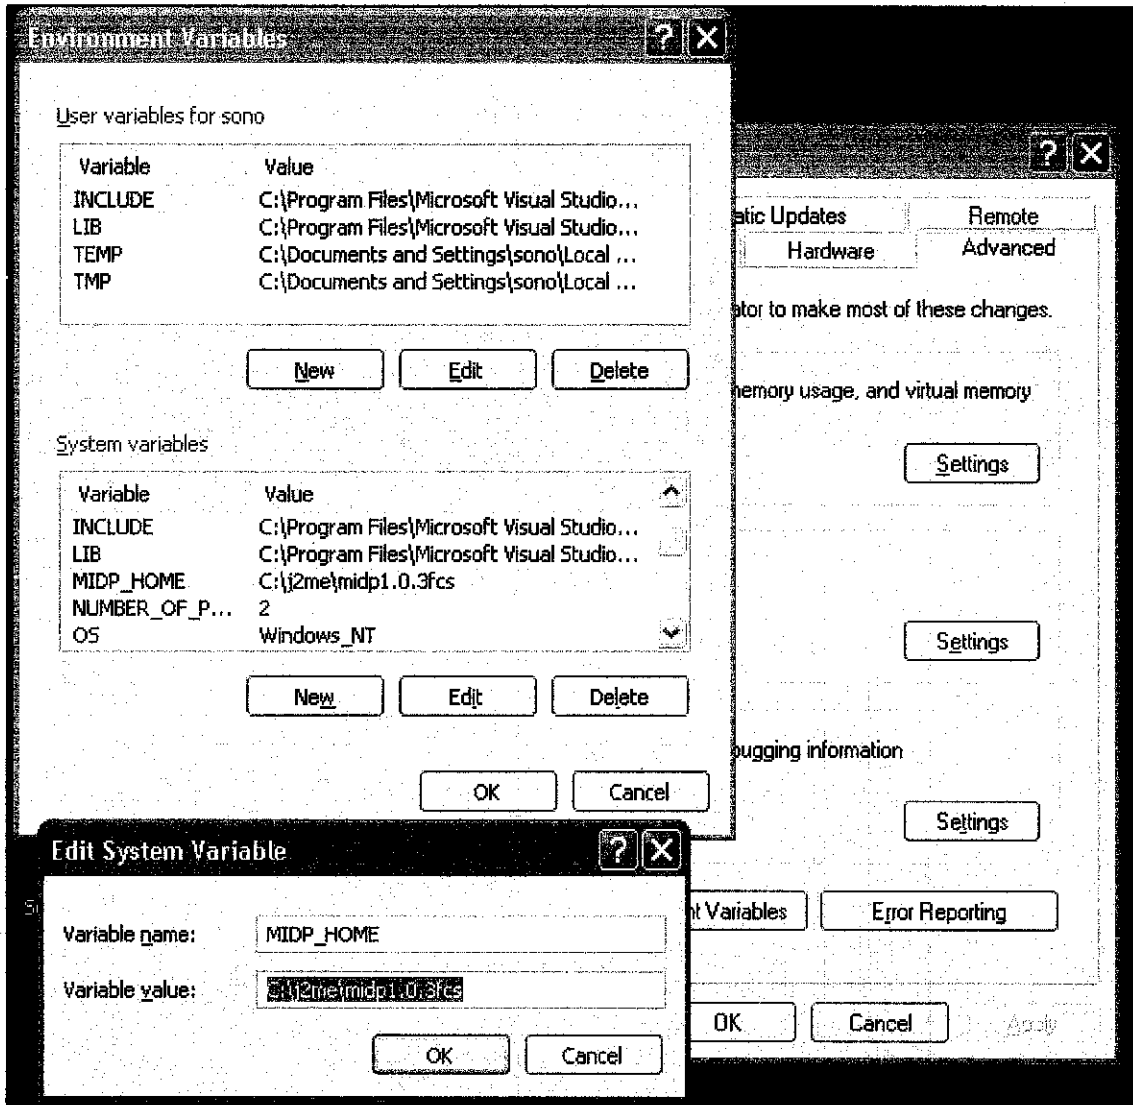 Environment Variables
User variables for sono
Variable Value
INCLUDE C:\Program Files\Microsoft Visual Studio...
LIB C:\Program Files\Microsoft Visual Studio...
TEMP C:\Documents and Settings\sono\Local ...
TMP C:\Documents and Settings\sono\Local ...
New Edit Delete
System variables
Variable Value
INCLUDE C:\Program Files\Microsoft Visual Studio...
LIB C:\Program Files\Microsoft Visual Studio...
MIDP_HOME C:\j2me\midp1.0.3fcs
NUMBER_OF_P... 2
OS Windows_NT
New Edit Delete
OK Cancel
atic Updates Remote
Hardware Advanced
ator to make most of these changes.
emory usage, and virtual memory
Settings
Settings
bugging information
Settings
nt Variables Error Reporting
OK Cancel Apply
Edit System Variable
Variable name: MIDP_HOME
Variable value: C:\j2me\midp1.0.3fcs
OK Cancel